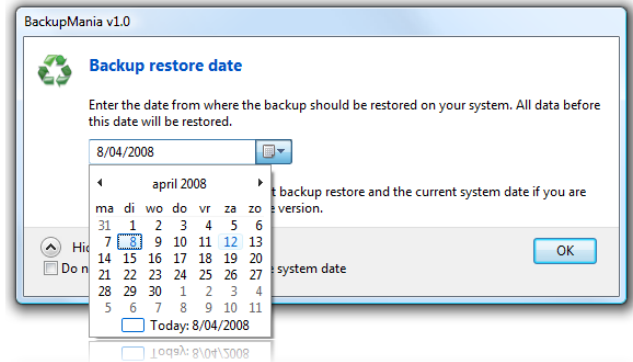 BackupMania v1.0
Backup restore date
Enter the date from where the backup should be restored on your system. All data before
this date will be restored.
8/04/2008
april 2008
t backup restore and the current system date if you are
version.
ma di wo do vr za zo
31 1 2 3 4 5 6
7 8 9 10 11 12 13
14 15 16 17 18 19 20
21 22 23 24 25 26 27
28 29 30 1 2 3 4
5 6 7 8 9 10 11
Today: 8/04/2008
Hi
OK
Do n
system date